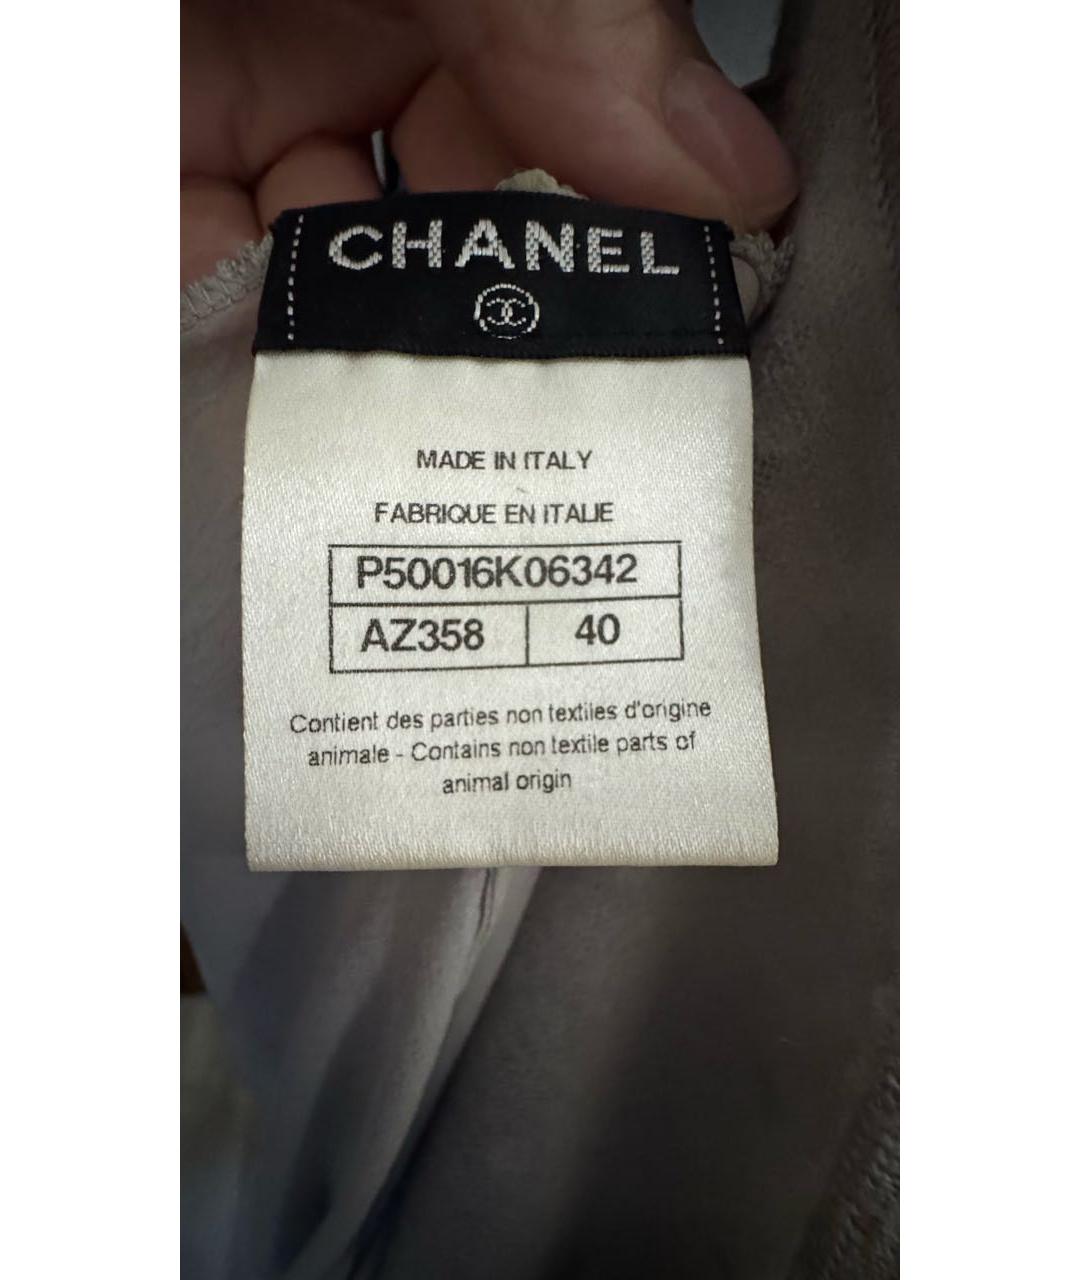 CHANEL
MADE IN ITALY
FABRIQUE EN ITALIE
P50016K06342
AZ358 40
Contient des parties non textiles d'origine
animale - Contains non textile parts of
animal origin